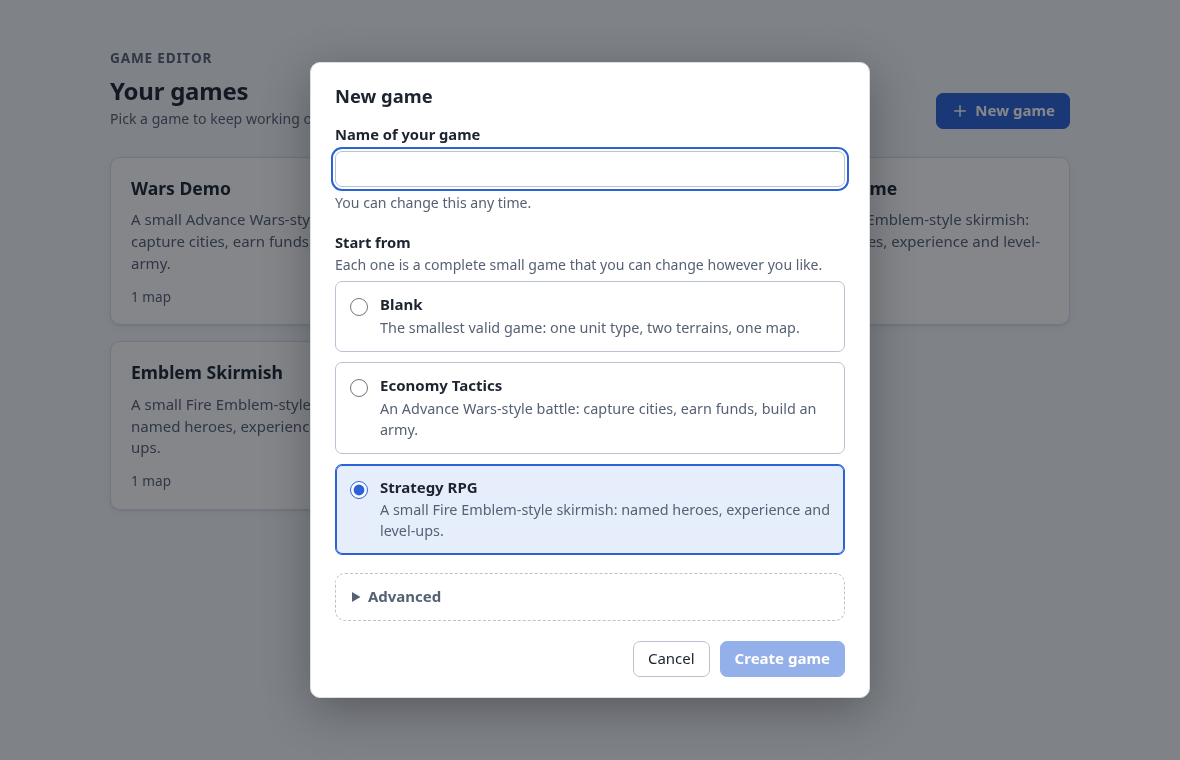 GAME EDITOR
Your games
Pick a game to keep working
New game
Wars Demo
A small Advance Wars-sty
capture cities, earn funds
army.
1 map
me
Emblem-style skirmish:
es, experience and level-
Emblem Skirmish
A small Fire Emblem-style
named heroes, experienc
ups.
1 map
New game
Name of your game
You can change this any time.
Start from
Each one is a complete small game that you can change however you like.
Blank
The smallest valid game: one unit type, two terrains, one map.
Economy Tactics
An Advance Wars-style battle: capture cities, earn funds, build an
army.
Strategy RPG
A small Fire Emblem-style skirmish: named heroes, experience and
level-ups.
Advanced
Cancel
Create game